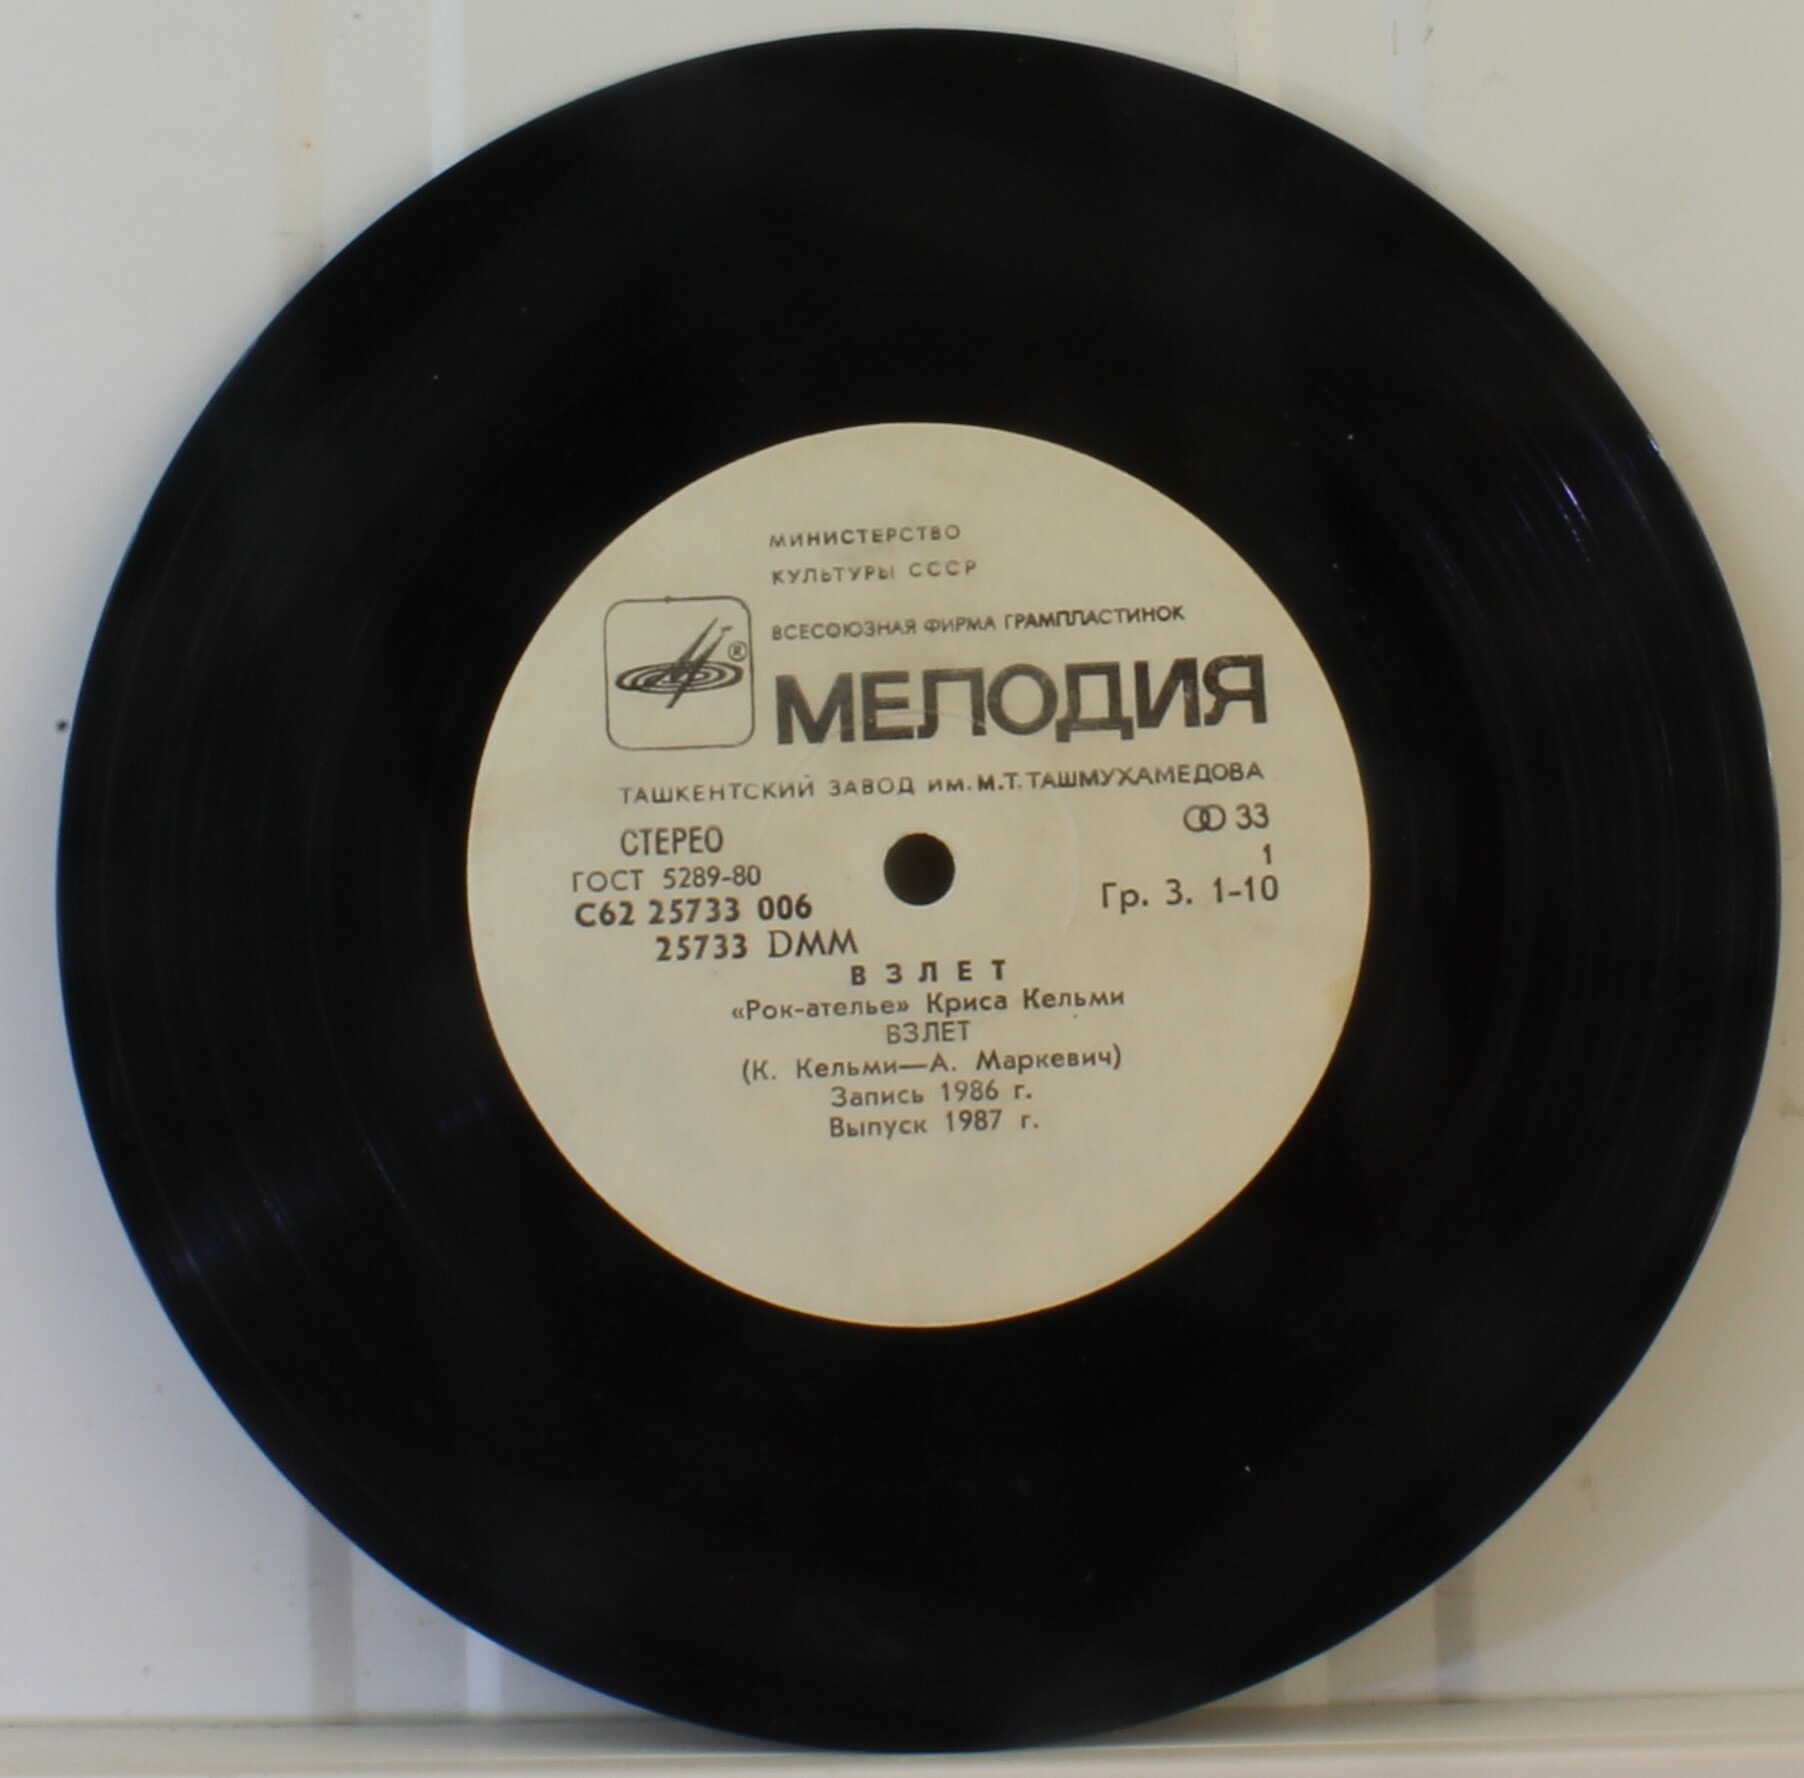 МИНИСТЕРСТВО
КУЛЬТУРЫ СССР
ВСЕСОЮЗНАЯ ФИРМА ГРАМПЛАСТИНОК
®
МЕЛОДИЯ
ТАШКЕНТСКИЙ ЗАВОД им. М.Т. ТАШМУХАМЕДОВА
СТЕРЕО
33
ГОСТ 5289-80
1
С62 25733 006
Гр. 3. 1-10
25733 DMM
ВЗЛЕТ
«Рок-ателье» Криса Кельми
ВЗЛЕТ
(К. Кельми—А. Маркевич)
Запись 1986 г.
Выпуск 1987 г.